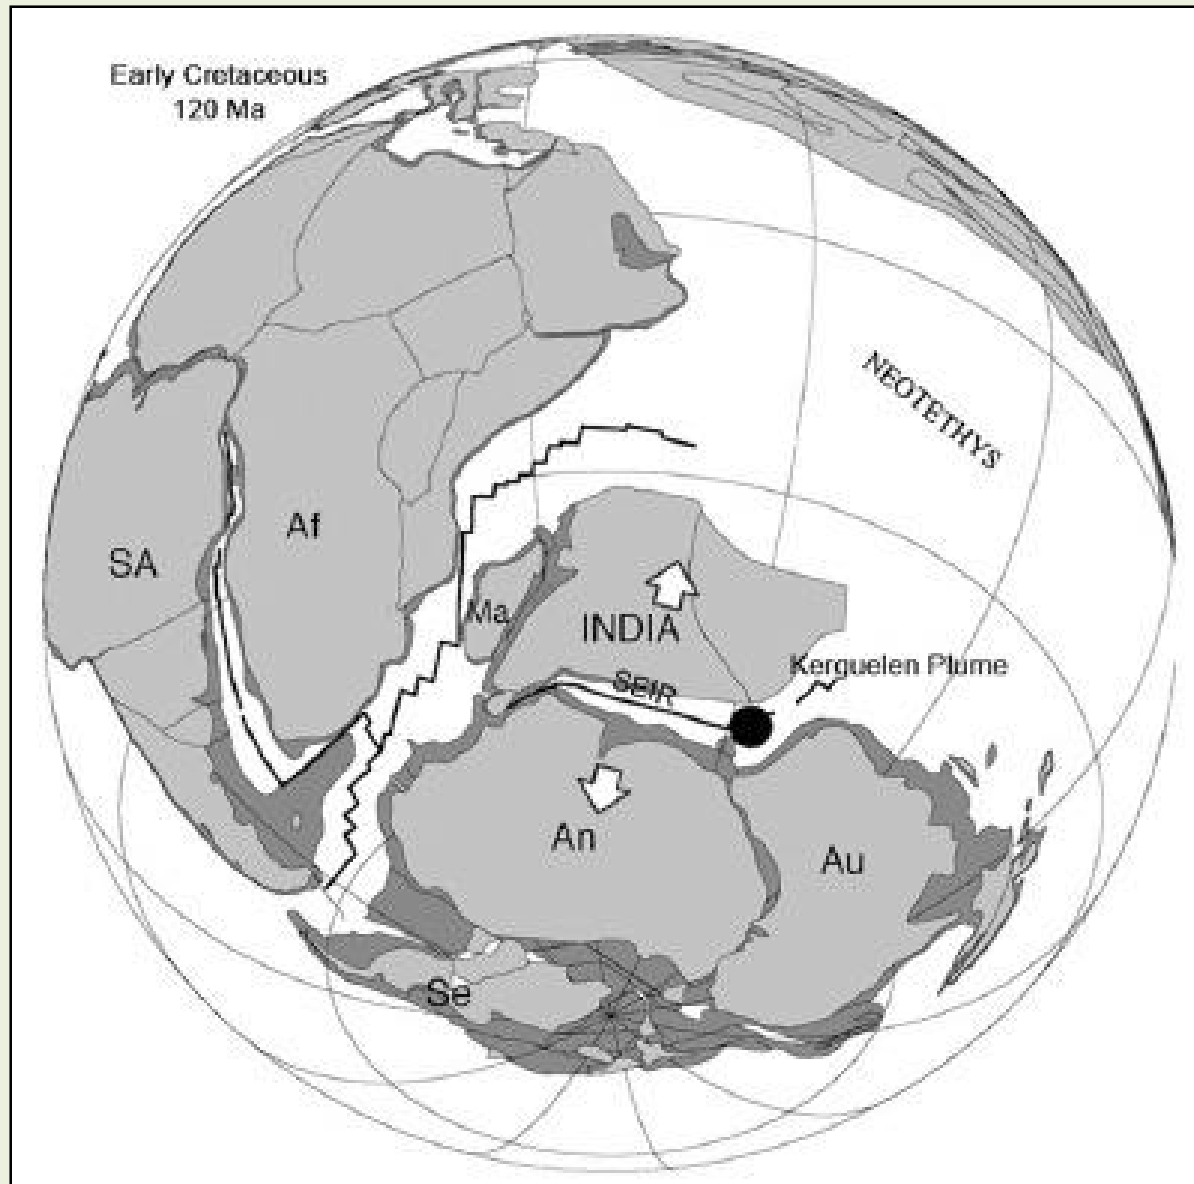 Early Cretaceous
120 Ma
NEOTETHYS
Af
SA
Ma
INDIA
Kerguelen Plume
SEIR
An
Au
Se